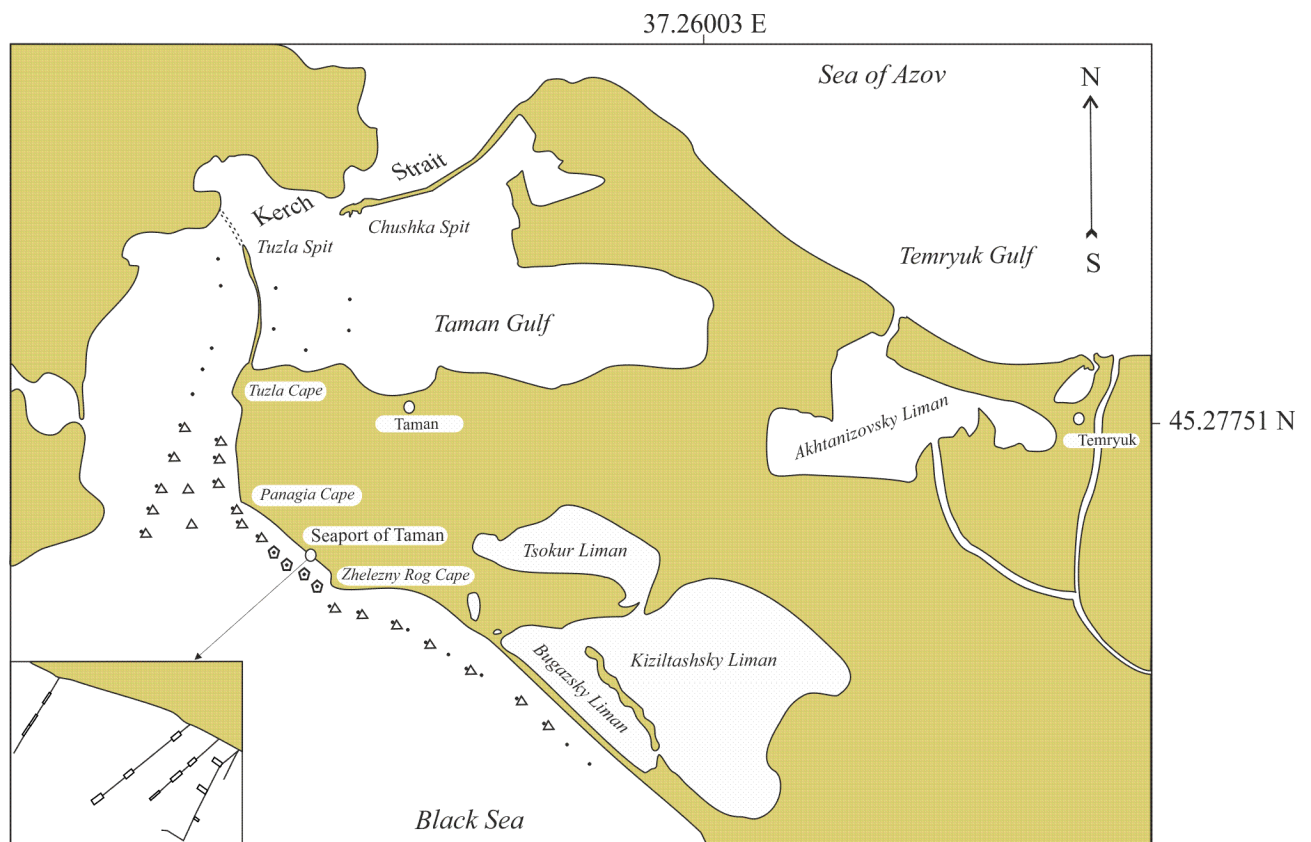 37.26003 E
Sea of Azov
N
Strait
Kerch
Chushka Spit
Tuzla Spit
Temryuk Gulf
S
Taman Gulf
Tuzla Cape
Taman
45.27751 N
Akhtanizovsky Liman
Temryuk
Panagia Cape
Seaport of Taman
Tsokur Liman
Zhelezny Rog Cape
Kiziltashsky Liman
Bugazsky Liman
Black Sea